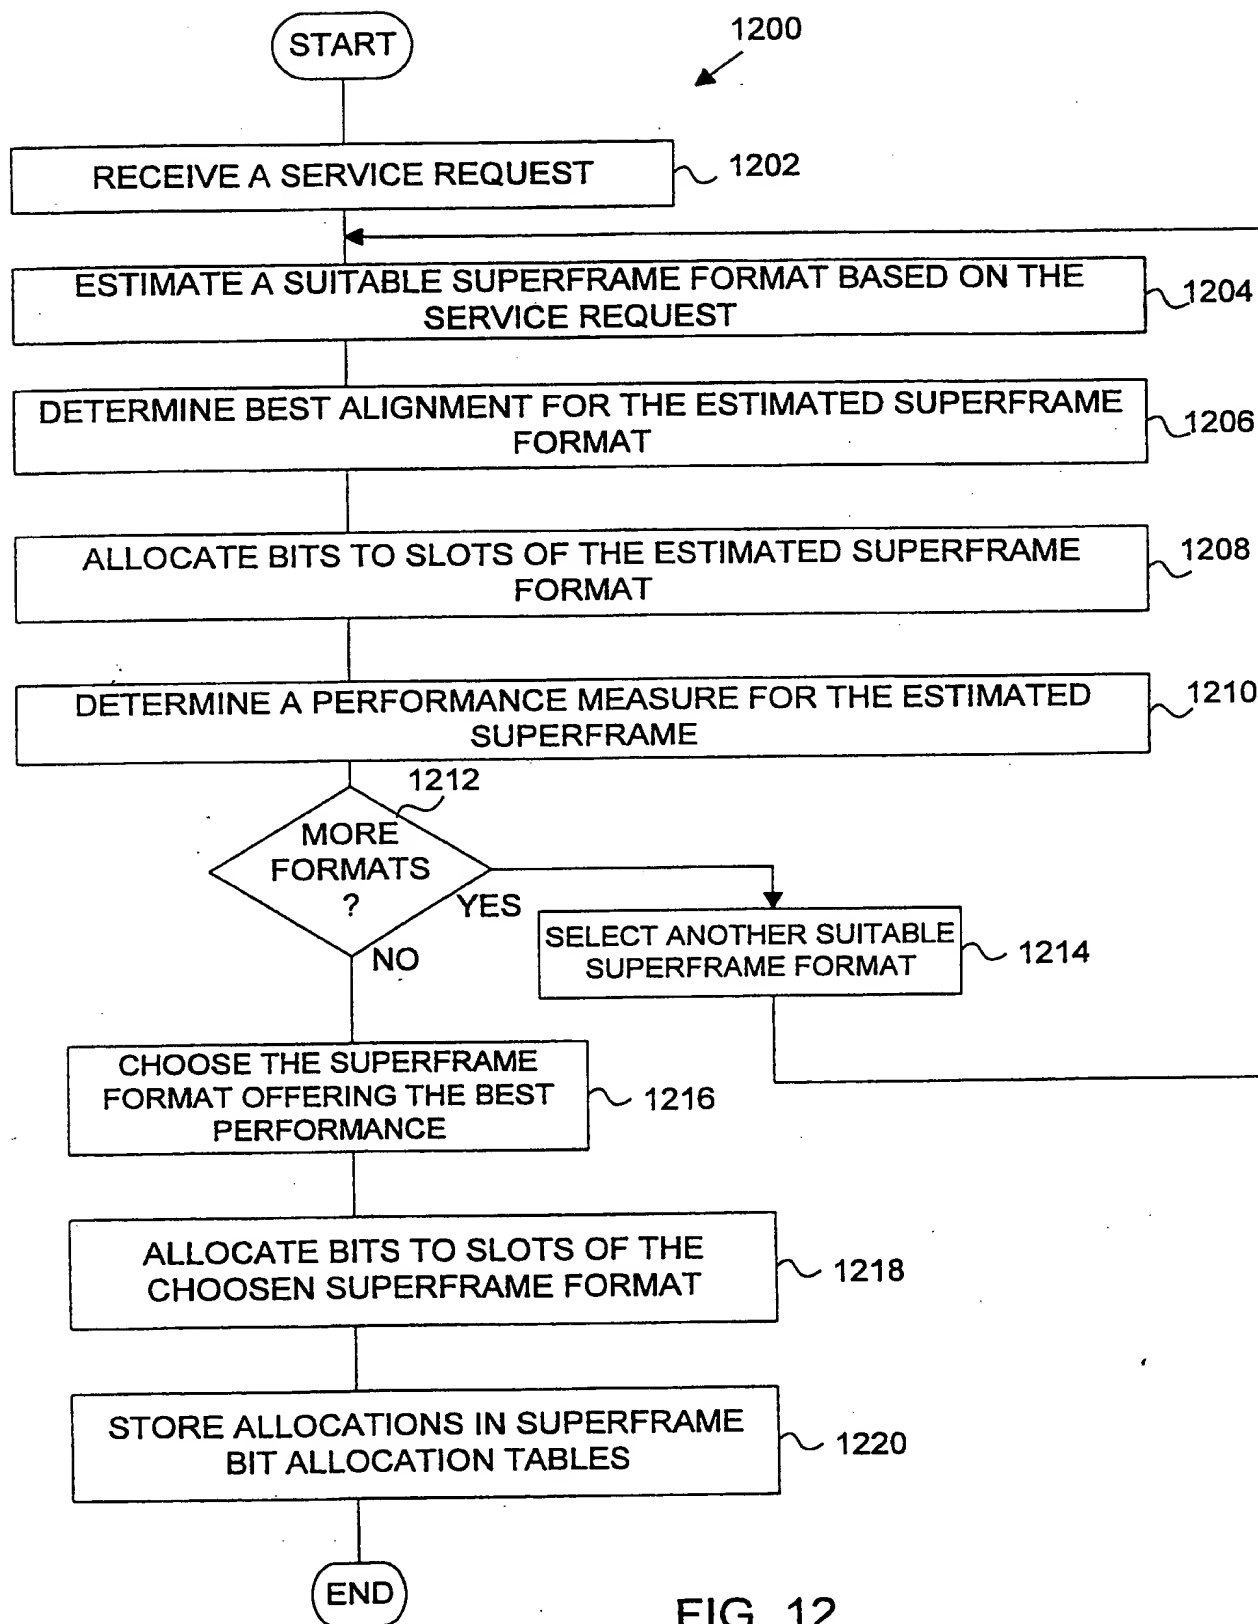 START
1200
RECEIVE A SERVICE REQUEST
1202
ESTIMATE A SUITABLE SUPERFRAME FORMAT BASED ON THE
SERVICE REQUEST
1204
DETERMINE BEST ALIGNMENT FOR THE ESTIMATED SUPERFRAME
FORMAT
1206
ALLOCATE BITS TO SLOTS OF THE ESTIMATED SUPERFRAME
FORMAT
1208
DETERMINE A PERFORMANCE MEASURE FOR THE ESTIMATED
SUPERFRAME
1210
1212
MORE
FORMATS
?
YES
NO
SELECT ANOTHER SUITABLE
SUPERFRAME FORMAT
1214
CHOOSE THE SUPERFRAME
FORMAT OFFERING THE BEST
PERFORMANCE
1216
ALLOCATE BITS TO SLOTS OF THE
CHOOSEN SUPERFRAME FORMAT
1218
STORE ALLOCATIONS IN SUPERFRAME
BIT ALLOCATION TABLES
1220
END
FIG. 12